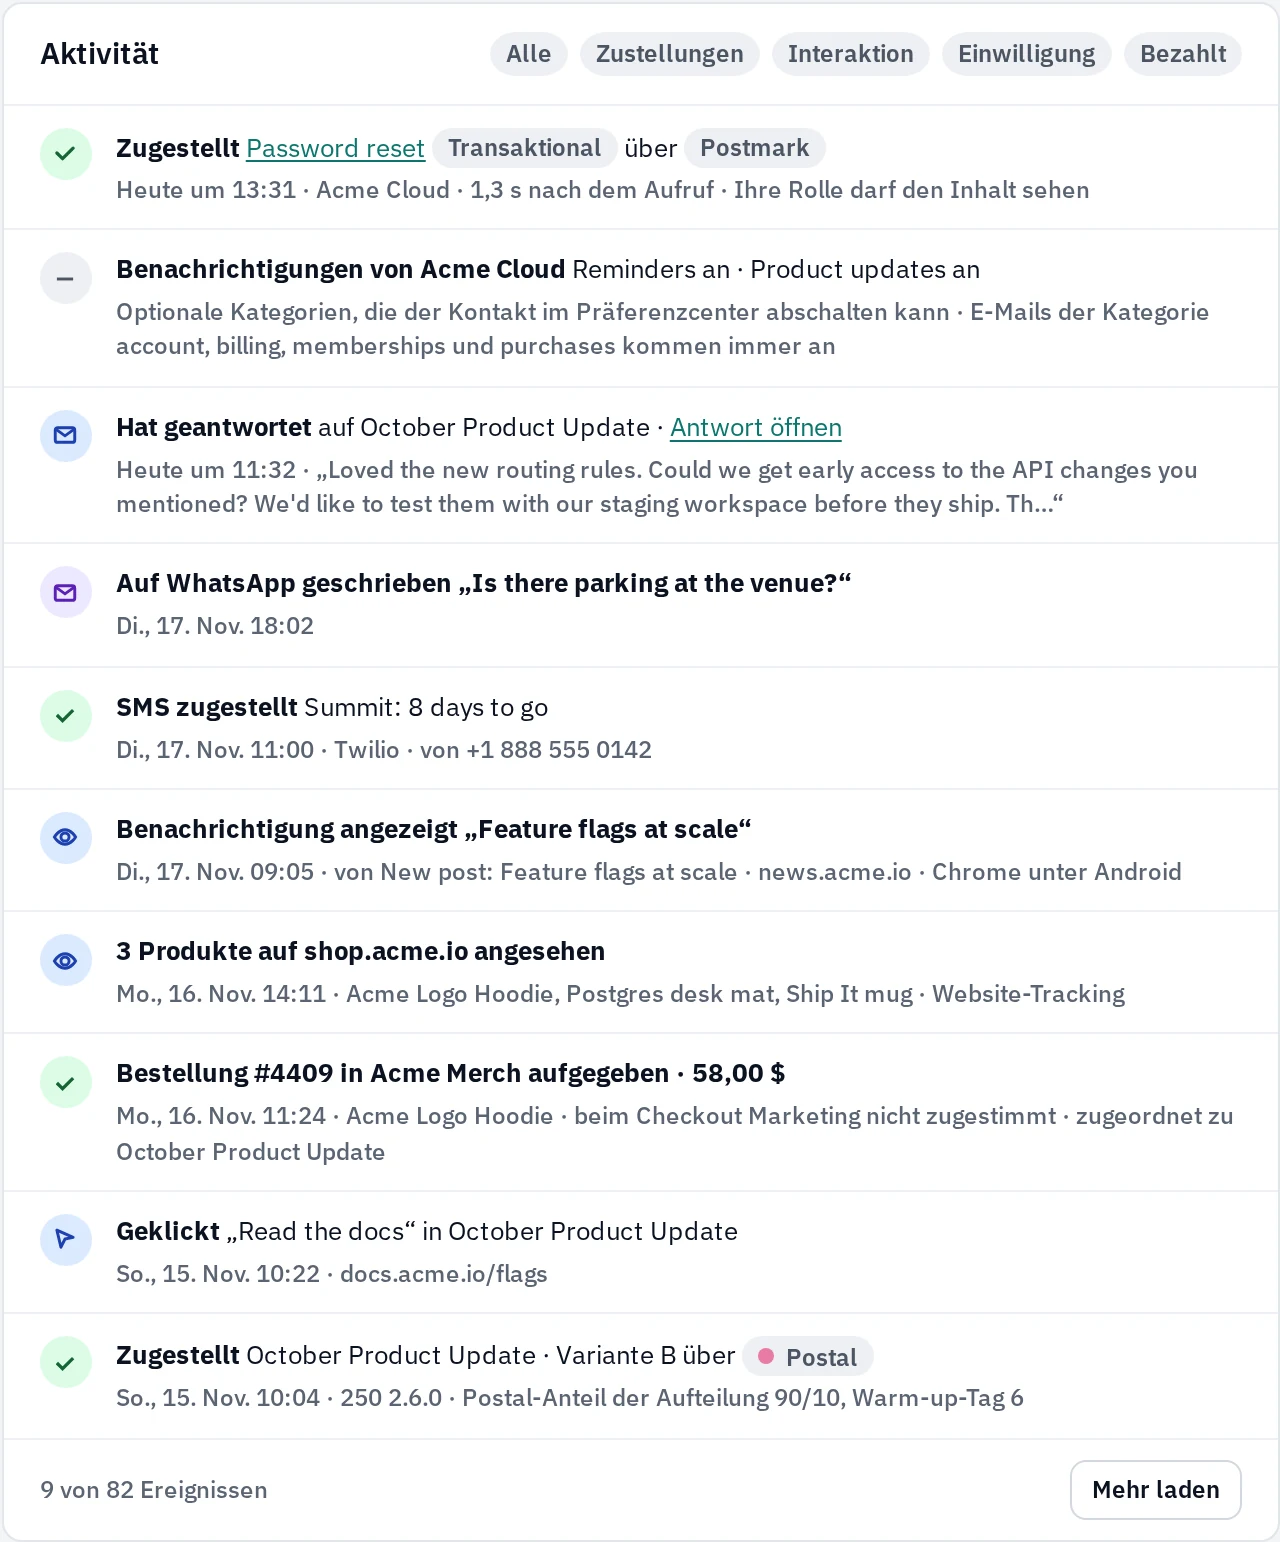 Aktivität
Alle
Zustellungen
Interaktion
Einwilligung
Bezahlt
Zugestellt Password reset Transaktional über Postmark
Heute um 13:31 · Acme Cloud · 1,3 s nach dem Aufruf · Ihre Rolle darf den Inhalt sehen
Benachrichtigungen von Acme Cloud Reminders an · Product updates an
Optionale Kategorien, die der Kontakt im Präferenzcenter abschalten kann · E-Mails der Kategorie
account, billing, memberships und purchases kommen immer an
Hat geantwortet auf October Product Update · Antwort öffnen
Heute um 11:32 · „Loved the new routing rules. Could we get early access to the API changes you
mentioned? We'd like to test them with our staging workspace before they ship. Th…“
Auf WhatsApp geschrieben „Is there parking at the venue?“
Di., 17. Nov. 18:02
SMS zugestellt Summit: 8 days to go
Di., 17. Nov. 11:00 · Twilio · von +1 888 555 0142
Benachrichtigung angezeigt „Feature flags at scale“
Di., 17. Nov. 09:05 · von New post: Feature flags at scale · news.acme.io · Chrome unter Android
3 Produkte auf shop.acme.io angesehen
Mo., 16. Nov. 14:11 · Acme Logo Hoodie, Postgres desk mat, Ship It mug · Website-Tracking
Bestellung #4409 in Acme Merch aufgegeben · 58,00 $
Mo., 16. Nov. 11:24 · Acme Logo Hoodie · beim Checkout Marketing nicht zugestimmt · zugeordnet zu
October Product Update
Geklickt „Read the docs“ in October Product Update
So., 15. Nov. 10:22 · docs.acme.io/flags
Zugestellt October Product Update · Variante B über Postal
So., 15. Nov. 10:04 · 250 2.6.0 · Postal-Anteil der Aufteilung 90/10, Warm-up-Tag 6
9 von 82 Ereignissen
Mehr laden